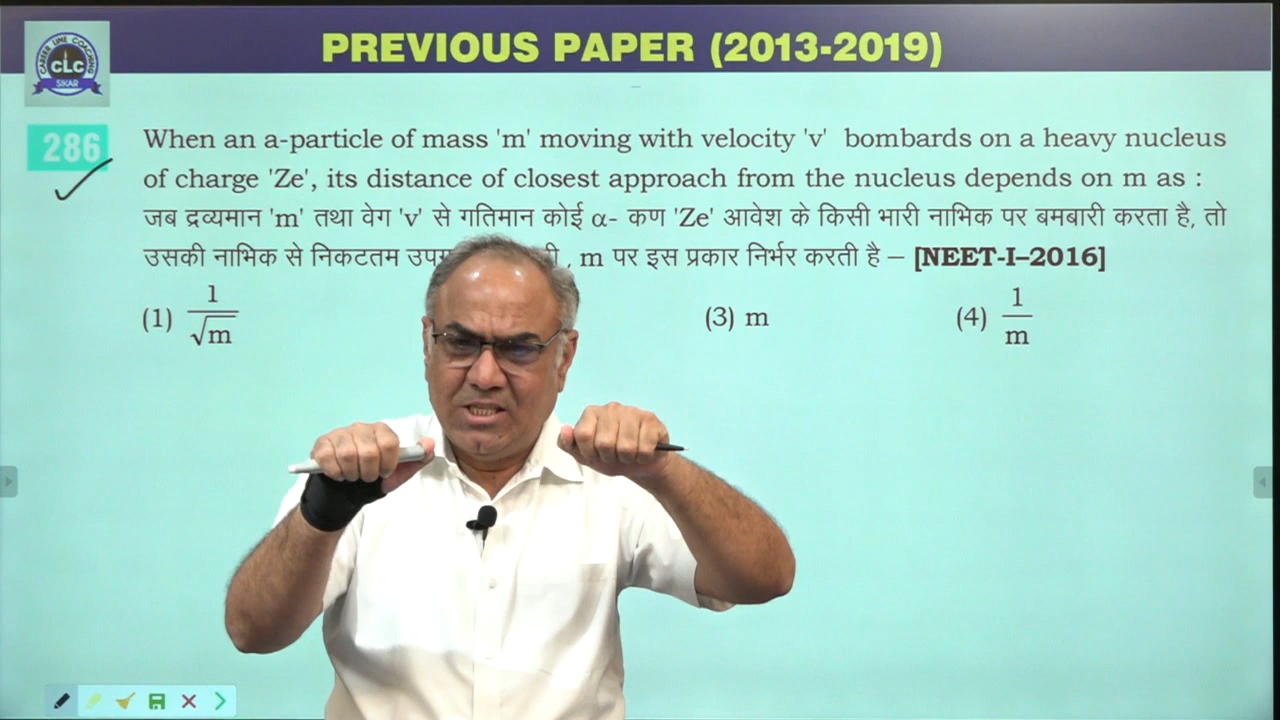 PREVIOUS PAPER (2013-2019)
CAREER LINE COACHING
CLC
SIKAR
286
When an a-particle of mass 'm' moving with velocity 'v' bombards on a heavy nucleus
of charge 'Ze', its distance of closest approach from the nucleus depends on m as :
जब द्रव्यमान 'm' तथा वेग 'v' से गतिमान कोई α- कण 'Ze' आवेश के किसी भारी नाभिक पर बमबारी करता है, तो
उसकी नाभिक से निकटतम , m पर इस प्रकार निर्भर करती है – [NEET-I–2016]
(1) 1/√m (3) m (4) 1/m